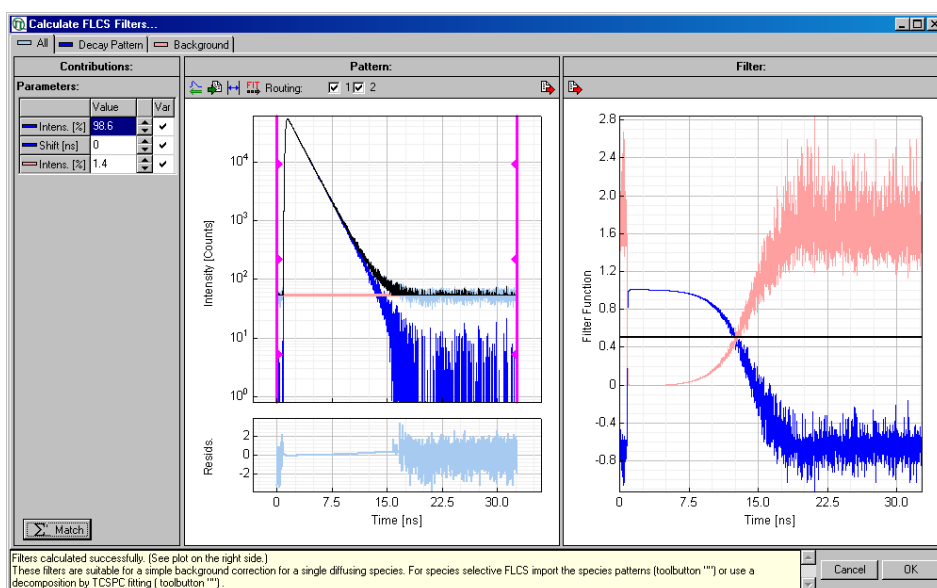 Calculate FLCS Filters...
All Decay Pattern Background
Contributions:
Parameters:
Value Var
Intens. [%] 98.6
Shift [ns] 0
Intens. [%] 1.4
Σ Match
Pattern:
FIT Routing: 1 2
Intensity [Counts]
10^4
10^3
10^2
10^1
10^0
Resids.
2
0
-2
0 7.5 15.0 22.5 30.0
Time [ns]
Filter:
Filter Function
2.8
2.4
2.0
1.6
1.2
0.8
0.4
0
-0.4
-0.8
0 7.5 15.0 22.5 30.0
Time [ns]
Filters calculated successfully. (See plot on the right side.)
These filters are suitable for a simple background correction for a single diffusing species. For species selective FLCS import the species patterns (toolbutton "") or use a
decomposition by TCSPC fitting ( toolbutton "") .
Cancel OK